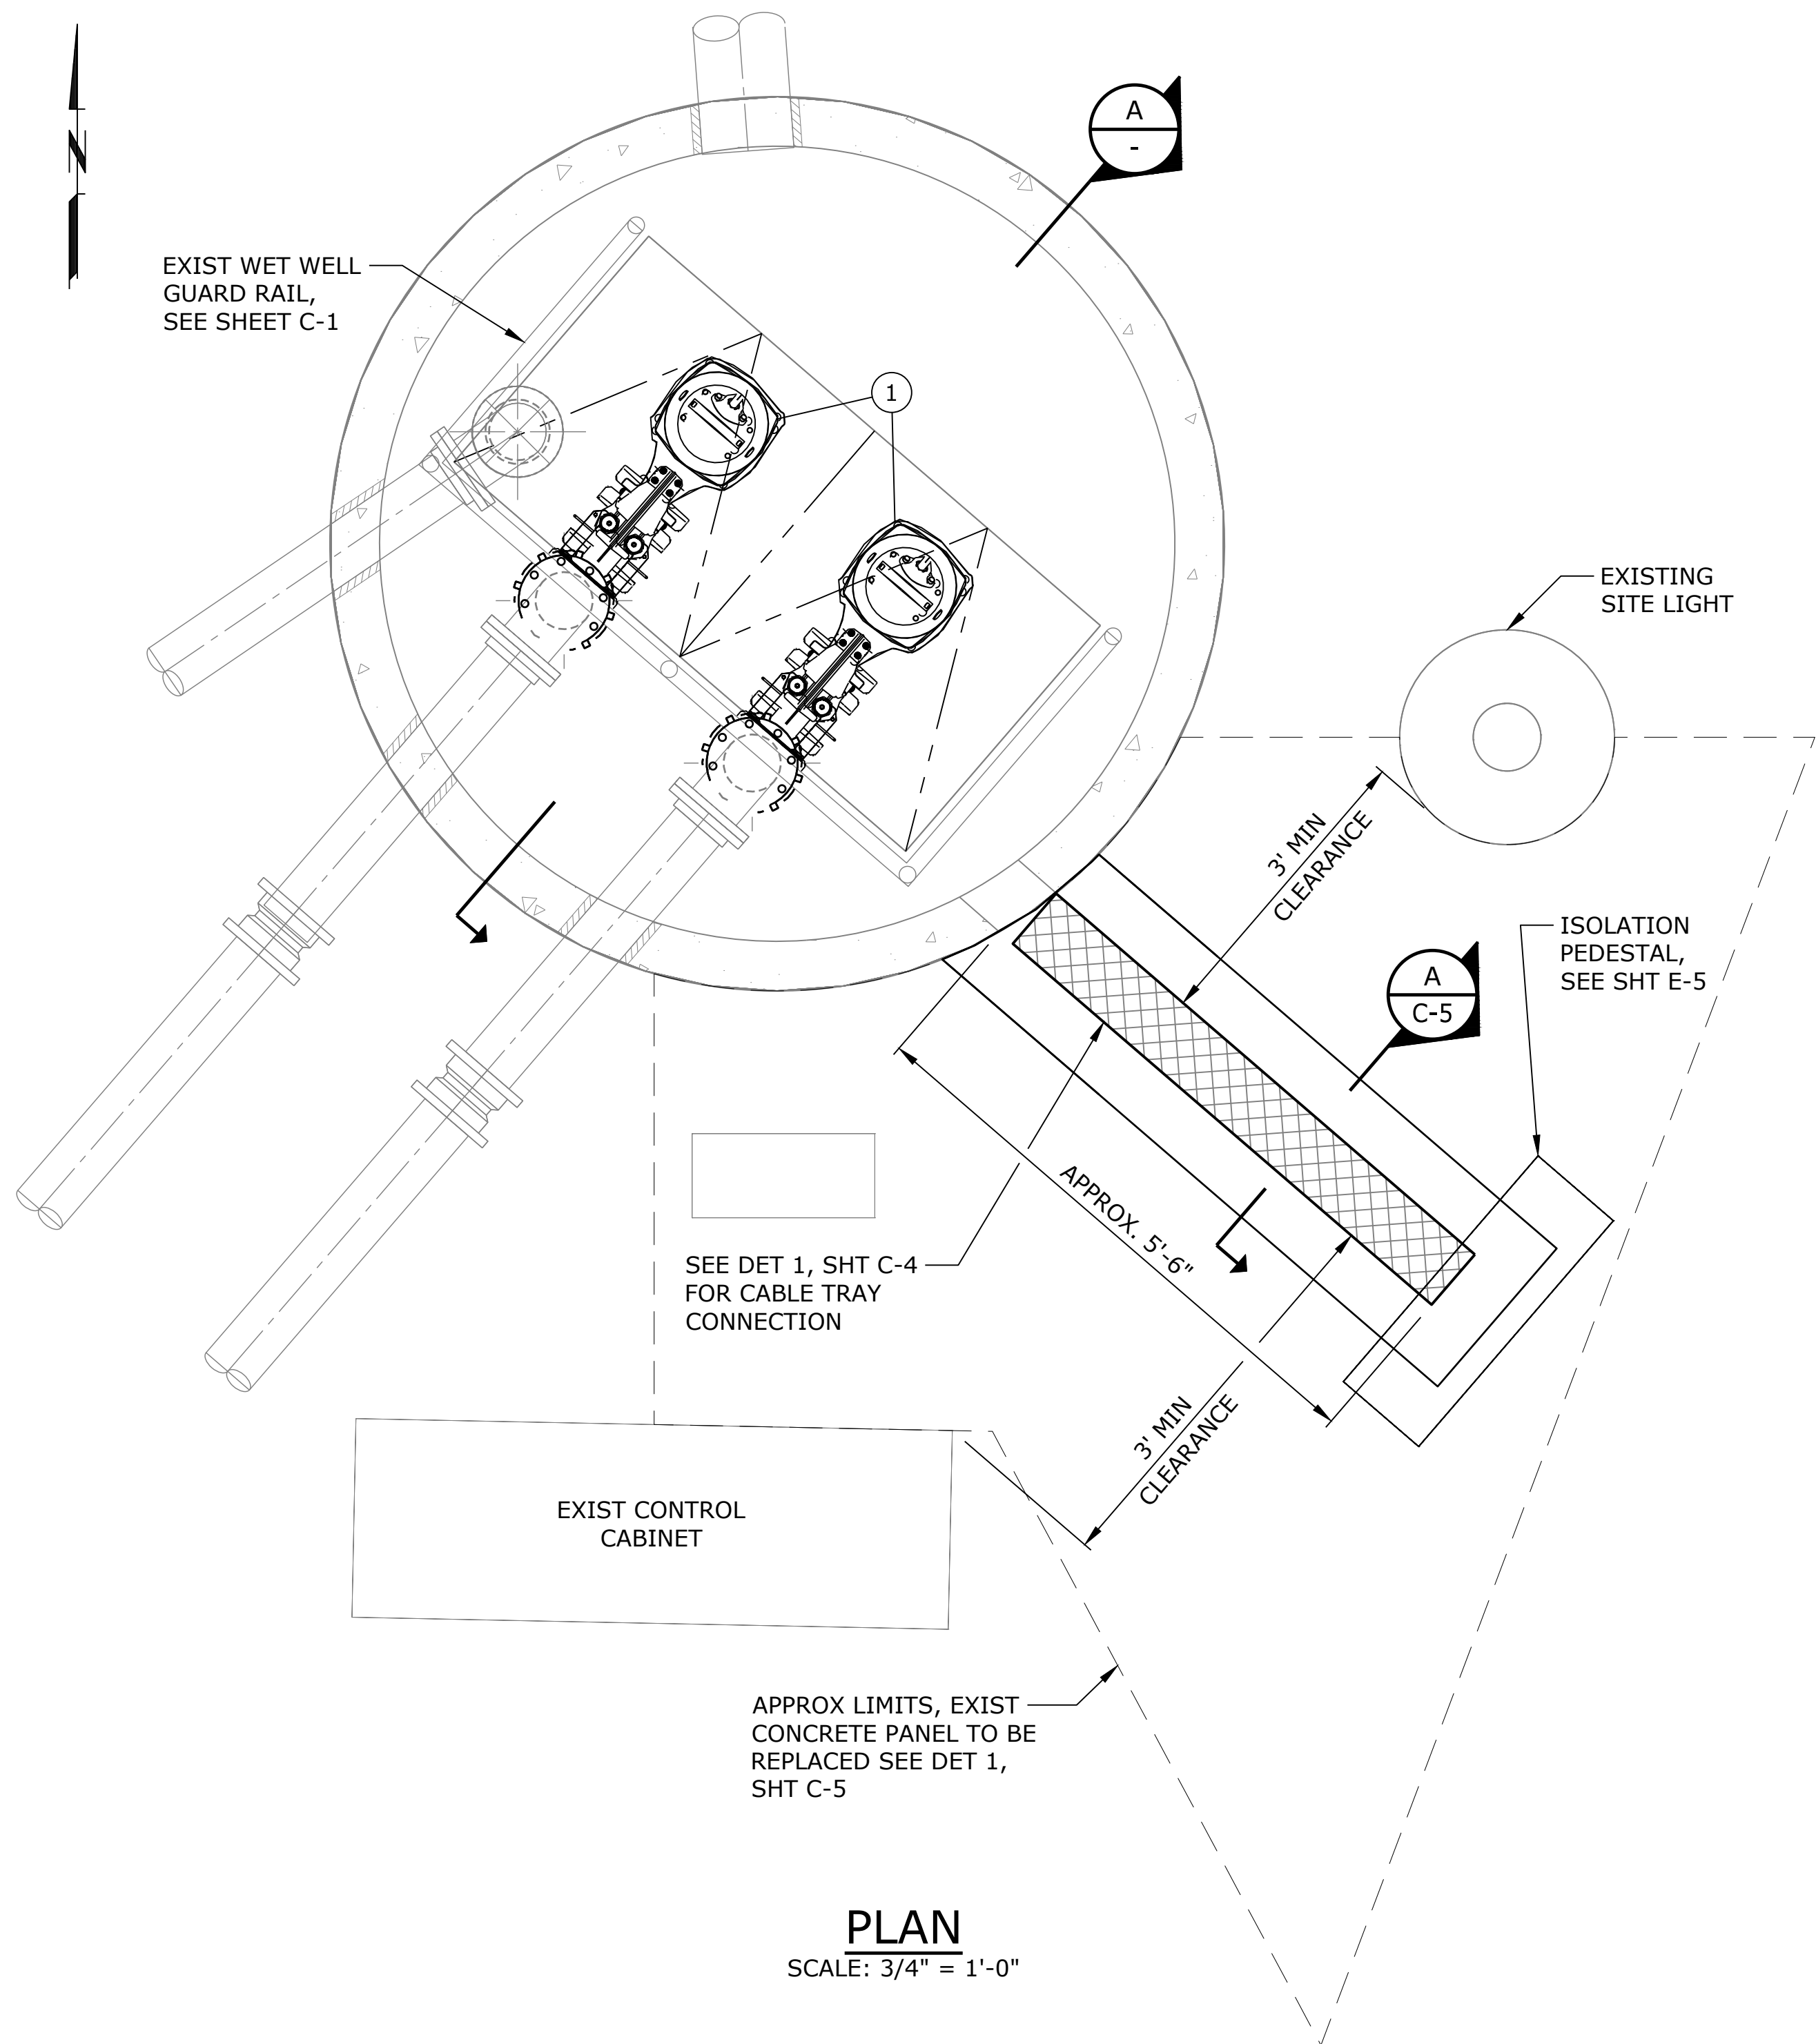 N
A
-
EXIST WET WELL
GUARD RAIL,
SEE SHEET C-1
1
EXISTING
SITE LIGHT
3' MIN
CLEARANCE
ISOLATION
PEDESTAL,
SEE SHT E-5
A
C-5
APPROX. 5'-6"
SEE DET 1, SHT C-4
FOR CABLE TRAY
CONNECTION
3' MIN
CLEARANCE
EXIST CONTROL
CABINET
APPROX LIMITS, EXIST
CONCRETE PANEL TO BE
REPLACED SEE DET 1,
SHT C-5
PLAN
SCALE: 3/4" = 1'-0"